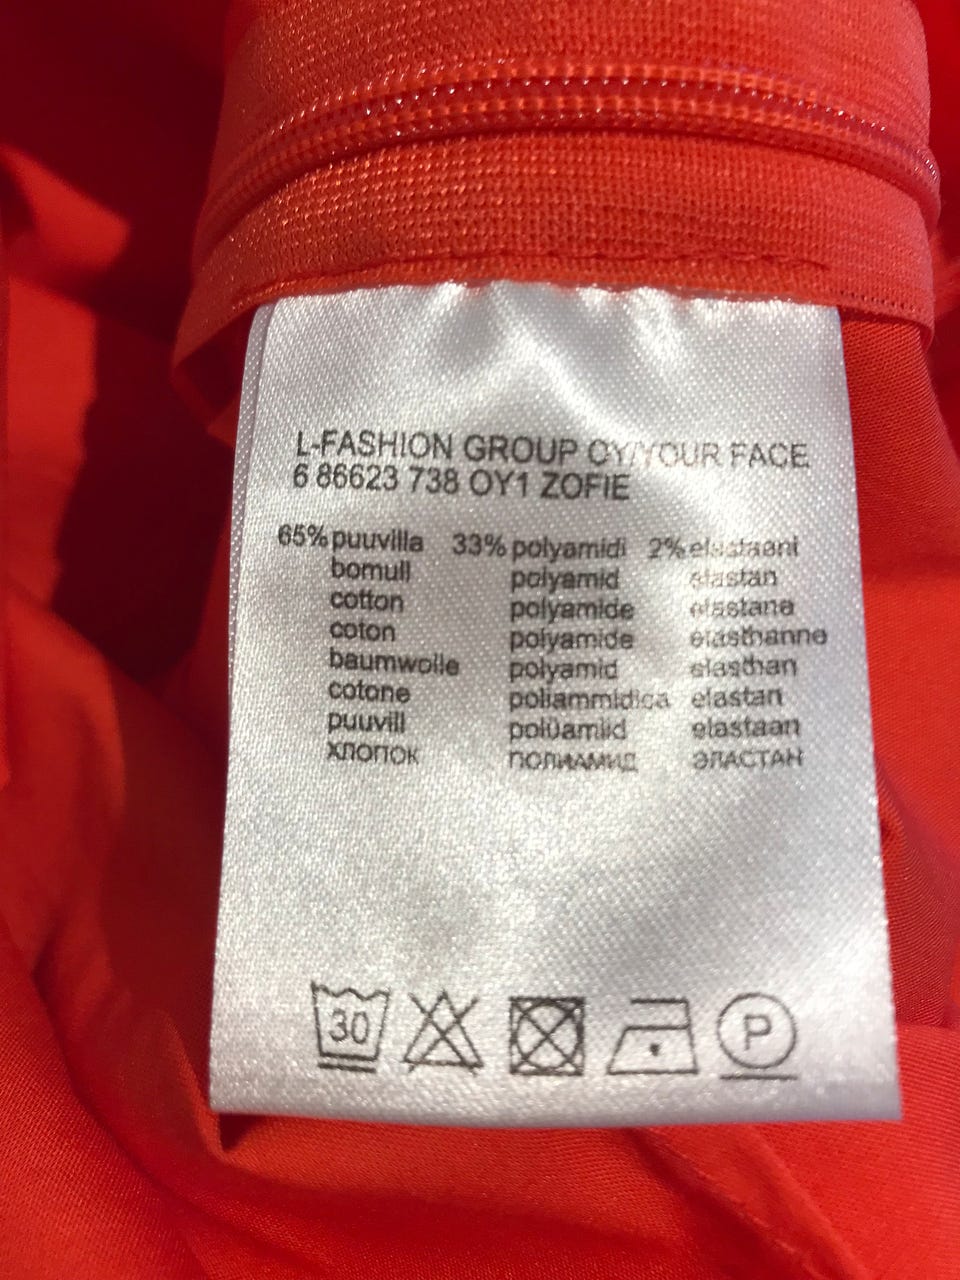 L-FASHION GROUP OY/YOUR FACE
6 86623 738 OY1 ZOFIE
65% puuvilla 33% polyamidi 2% elastaani
bomull polyamid elastan
cotton polyamide elastane
coton polyamide elasthanne
baumwolle polyamid elasthan
cotone poliammidica elastan
puuvill polüamiid elastaan
ХЛОПОК ПОЛИАМИД ЭЛАСТАН
30 P